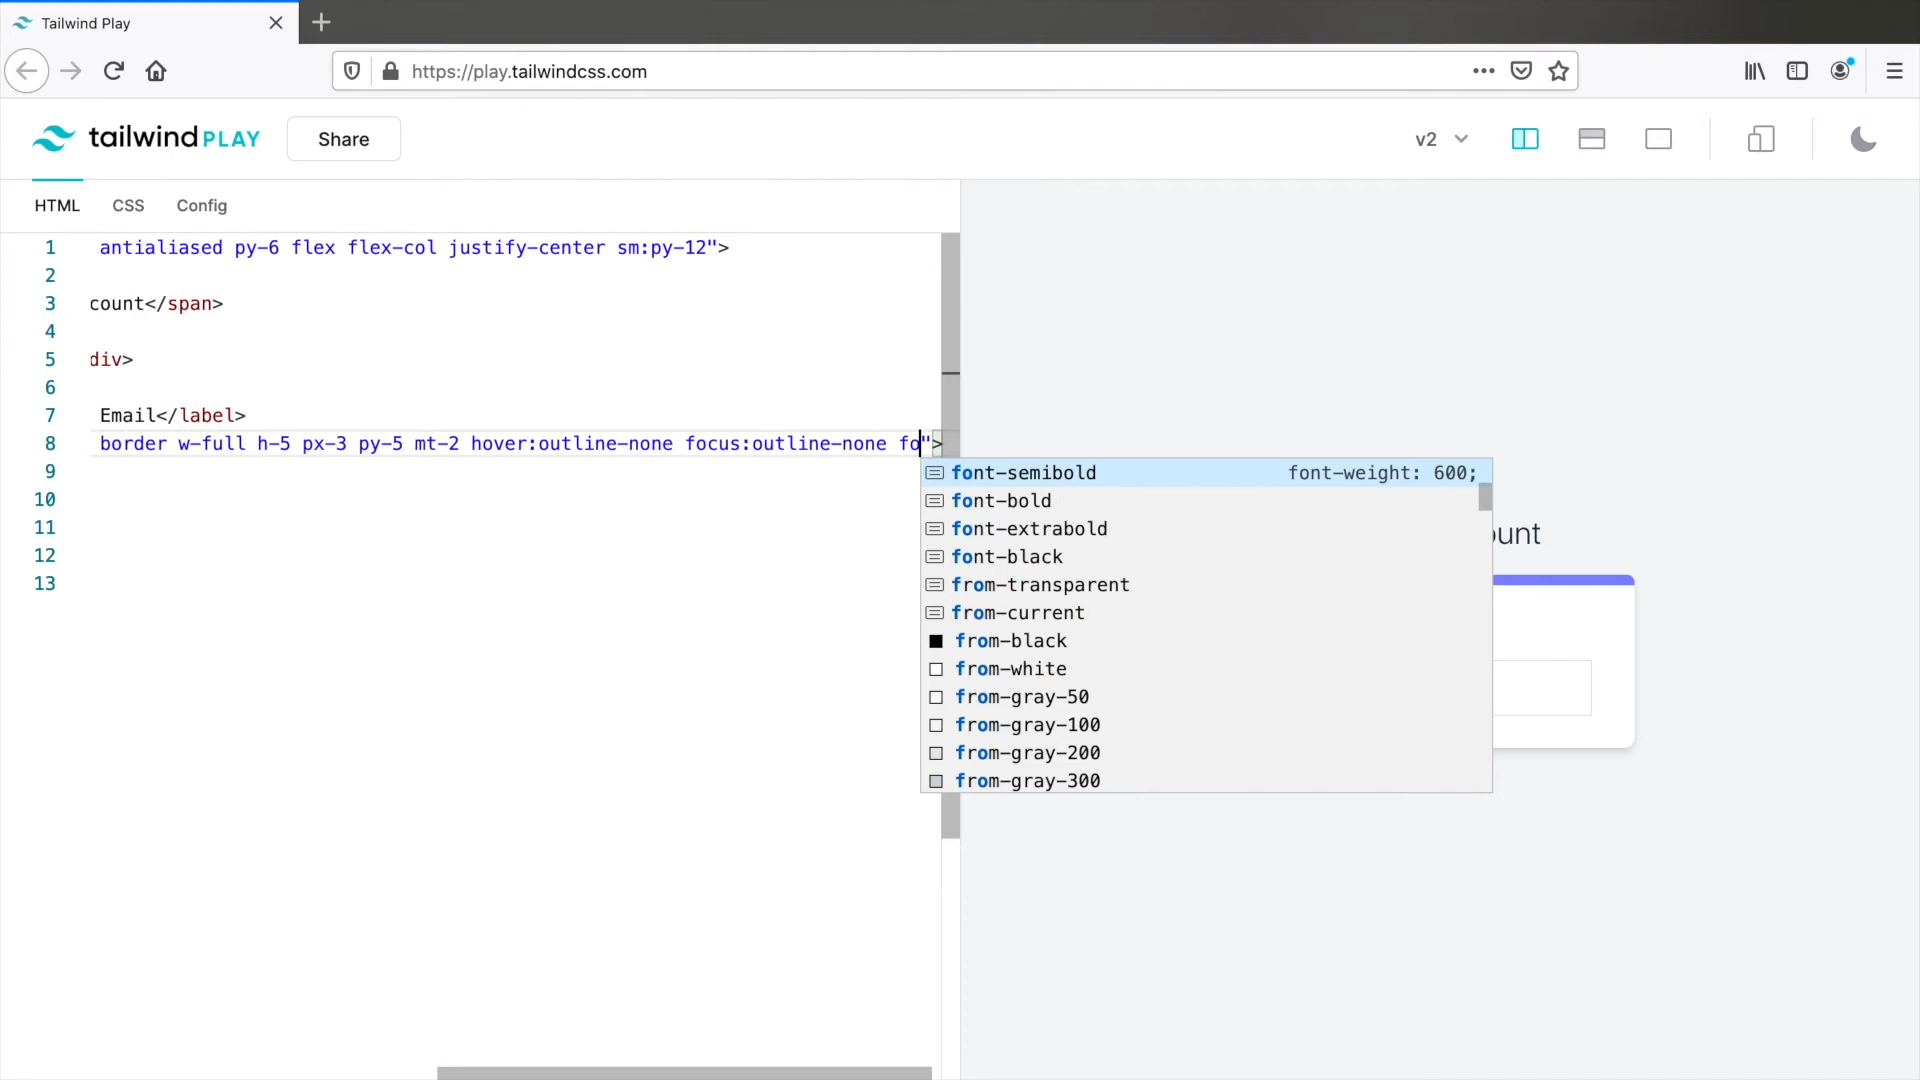 Tailwind Play
https://play.tailwindcss.com
tailwind PLAY
Share
v2
HTML CSS Config
1 antialiased py-6 flex flex-col justify-center sm:py-12">
2
3 count</span>
4
5 div>
6
7 Email</label>
8 border w-full h-5 px-3 py-5 mt-2 hover:outline-none focus:outline-none fo">
9
10
11
12
13
font-semibold font-weight: 600;
font-bold
font-extrabold
font-black
from-transparent
from-current
from-black
from-white
from-gray-50
from-gray-100
from-gray-200
from-gray-300
ount